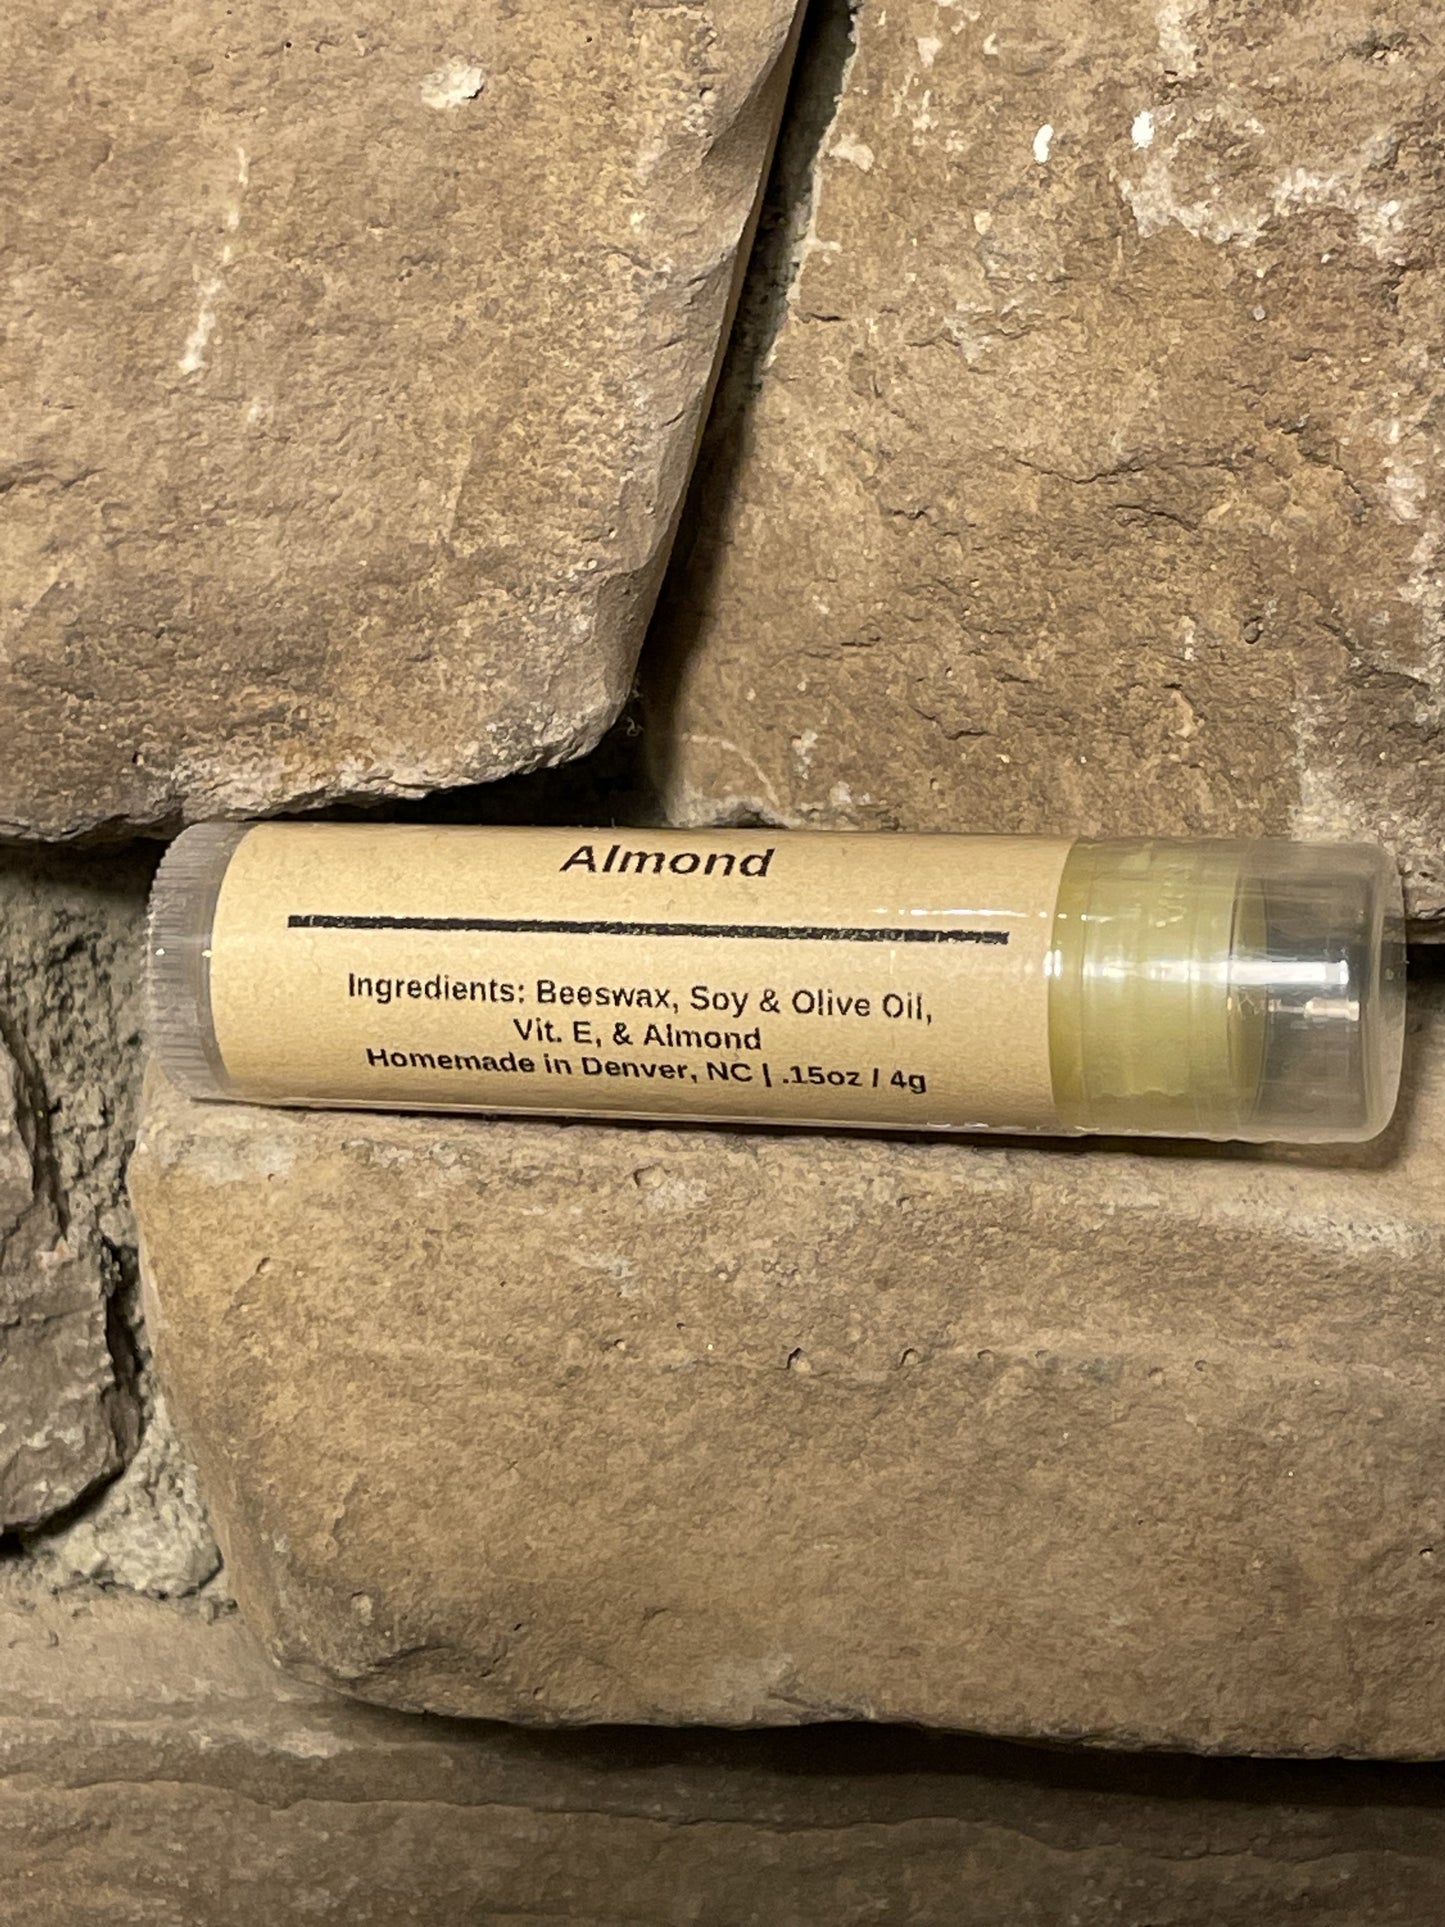 Almond
Ingredients: Beeswax, Soy & Olive Oil,
Vit. E, & Almond
Homemade in Denver, NC | .15oz / 4g